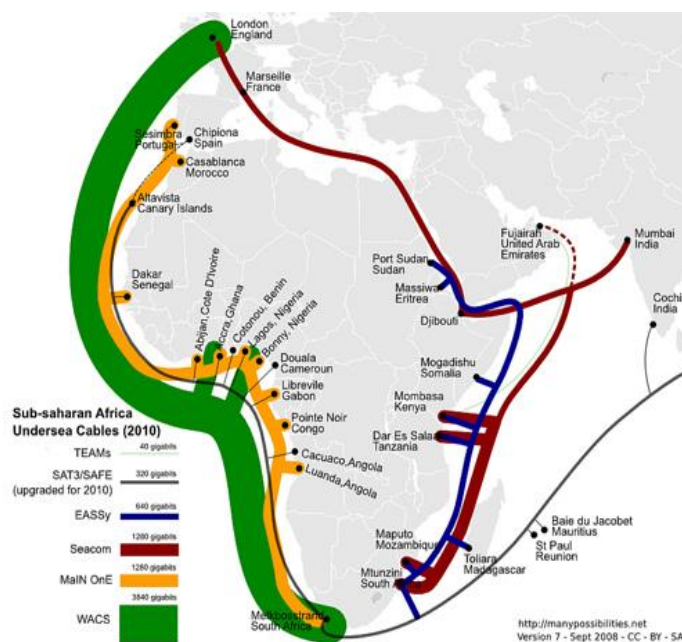 London
England
Marseille
France
Sesimbra
Portugal
Chipiona
Spain
Casablanca
Morocco
Altavista
Canary Islands
Dakar
Senegal
Abijan,Cote D'Ivoire
Accra, Ghana
Cotonou, Benin
Lagos, Nigeria
Bonny, Nigeria
Douala
Cameroun
Libreville
Gabon
Pointe Noir
Congo
Cacuaco,Angola
Luanda,Angola
Port Sudan
Sudan
Massiwa
Eritrea
Djibouti
Fujairah
United Arab
Emirates
Mumbai
India
Cochi
India
Mogadishu
Somalia
Mombasa
Kenya
Dar Es Salaa
Tanzania
Maputo
Mozambique
Mtunzini
South A
Toliara
Madagascar
Baie du Jacobet
Mauritius
St Paul
Reunion
Melkbosstrand
South Africa
Sub-saharan Africa
Undersea Cables (2010)
TEAMs
40 gigabits
SAT3/SAFE
(upgraded for 2010)
320 gigabits
EASSy
640 gigabits
Seacom
1280 gigabits
MaIN OnE
1280 gigabits
WACS
3840 gigabits
http://manypossibilities.net
Version 7 - Sept 2008 - CC - BY - SA